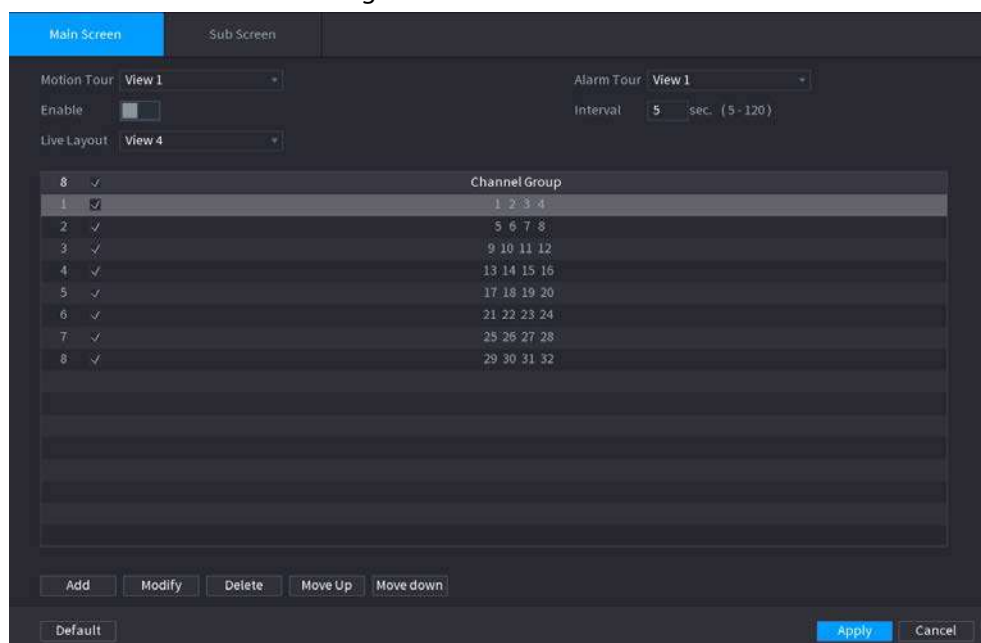 Main Screen Sub Screen
Motion Tour View 1 Alarm Tour View 1
Enable Interval 5 sec. (5-120)
Live Layout View 4
8 Channel Group
1 1 2 3 4
2 5 6 7 8
3 9 10 11 12
4 13 14 15 16
5 17 18 19 20
6 21 22 23 24
7 25 26 27 28
8 29 30 31 32
Add Modify Delete Move Up Move down
Default Apply Cancel